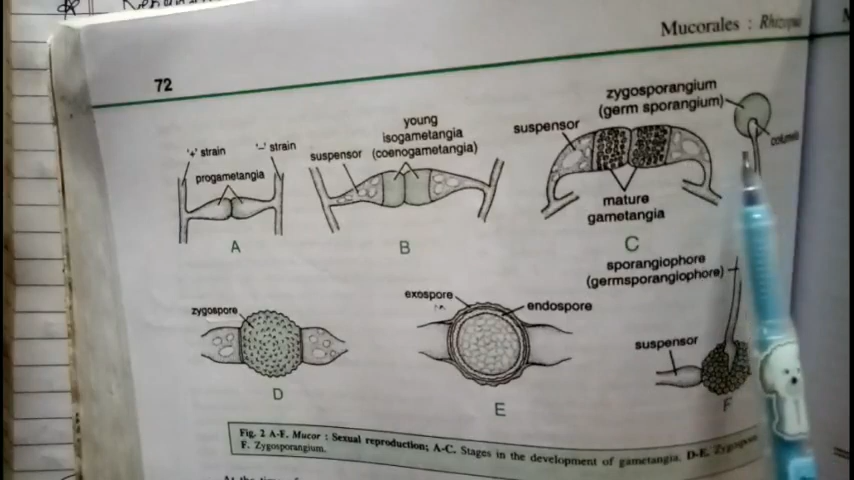 Mucorales : Rhizopus
72
zygosporangium
(germ sporangium)
young
isogametangia
(coenogametangia)
suspensor
columella
'+' strain
'–' strain
suspensor
progametangia
mature
gametangia
A
B
C
sporangiophore
(germsporangiophore)
exospore
endospore
zygospore
suspensor
D
E
F
Fig. 2 A-F. Mucor : Sexual reproduction; A-C. Stages in the development of gametangia. D-E. Zygospore
F. Zygosporangium.